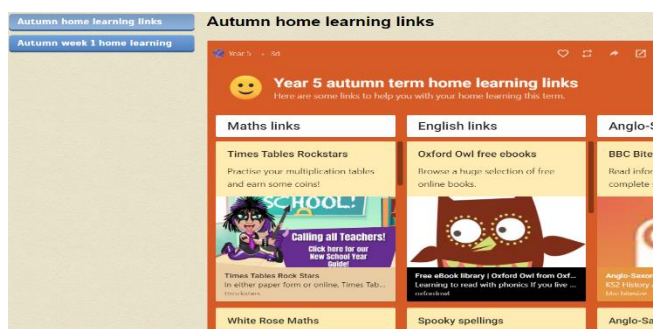 Autumn home learning links
Autumn week 1 home learning
Autumn home learning links
Year 5 • 3d
Year 5 autumn term home learning links
Here are some links to help you with your home learning this term.
Maths links
Times Tables Rockstars
Practise your multiplication tables
and earn some coins!
SCHOOL!
Calling all Teachers!
Click here for our
New School Year
Guide!
Times Tables Rock Stars
In either paper form or online, Times Tab...
ttrockstars
White Rose Maths
English links
Oxford Owl free ebooks
Browse a huge selection of free
online books.
Free eBook library | Oxford Owl from Oxf...
Learning to read with phonics If you live ...
oxfordowl
Spooky spellings
Anglo-S
BBC Bite
Read infor
complete
Anglo-Saxon
KS2 History
Bbc bitesize
Anglo-Sa